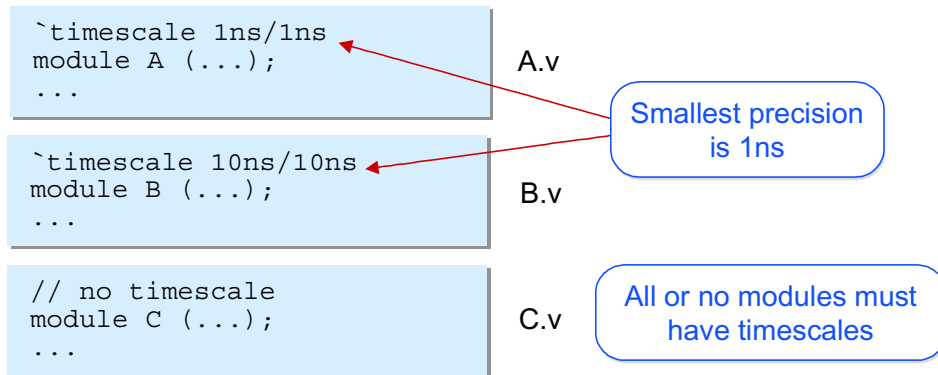 `timescale 1ns/1ns
module A (...);
...
A.v
Smallest precision
is 1ns
`timescale 10ns/10ns
module B (...);
...
B.v
// no timescale
module C (...);
...
C.v
All or no modules must
have timescales